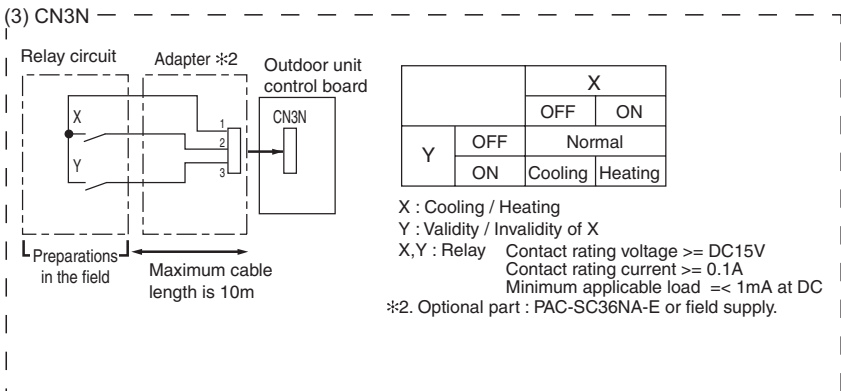 (3) CN3N
Relay circuit
Adapter ✻2
Outdoor unit
control board
X
Y
1
2
3
CN3N
Preparations
in the field
Maximum cable
length is 10m
X
OFF ON
Y OFF Normal
ON Cooling Heating
X : Cooling / Heating
Y : Validity / Invalidity of X
X,Y : Relay Contact rating voltage >= DC15V
Contact rating current >= 0.1A
Minimum applicable load =< 1mA at DC
✻2. Optional part : PAC-SC36NA-E or field supply.